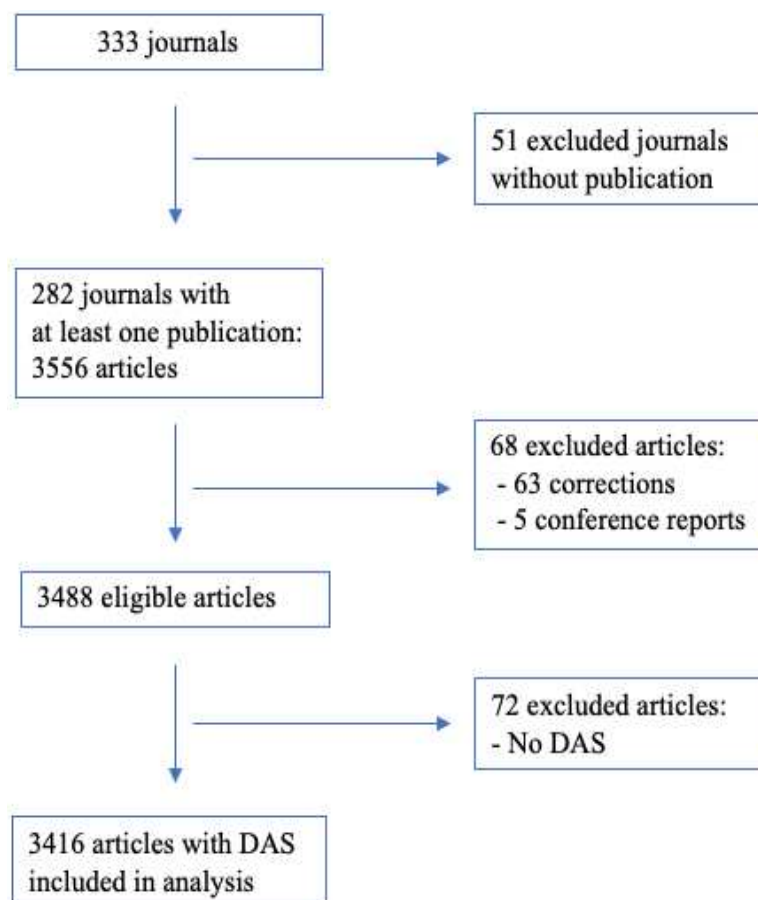 333 journals
51 excluded journals
without publication
282 journals with
at least one publication:
3556 articles
68 excluded articles:
- 63 corrections
- 5 conference reports
3488 eligible articles
72 excluded articles:
- No DAS
3416 articles with DAS
included in analysis